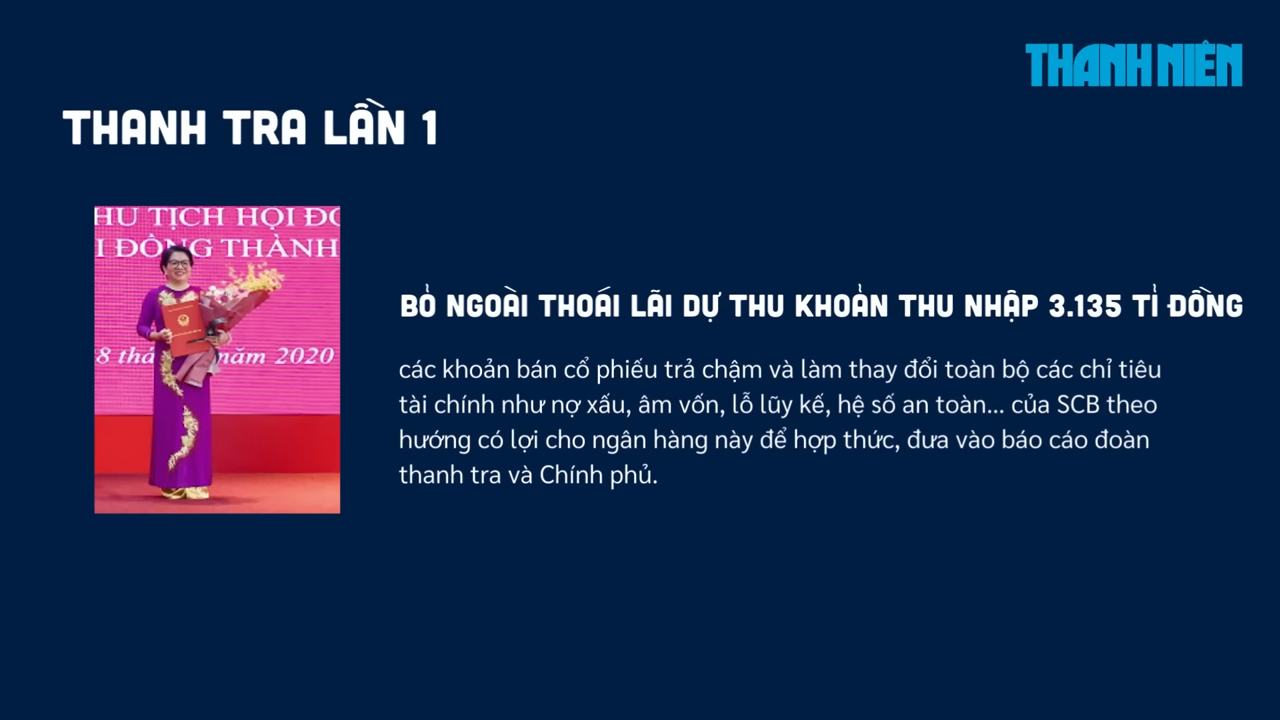 THANH NIÊN
THANH TRA LẦN 1
HU TỊCH HỘI ĐO
I ĐỒNG THÀNH
8 thá năm 2020
BỎ NGOÀI THOÁI LÃI DỰ THU KHOẢN THU NHẬP 3.135 TỈ ĐỒNG
các khoản bán cổ phiếu trả chậm và làm thay đổi toàn bộ các chỉ tiêu
tài chính như nợ xấu, âm vốn, lỗ lũy kế, hệ số an toàn... của SCB theo
hướng có lợi cho ngân hàng này để hợp thức, đưa vào báo cáo đoàn
thanh tra và Chính phủ.